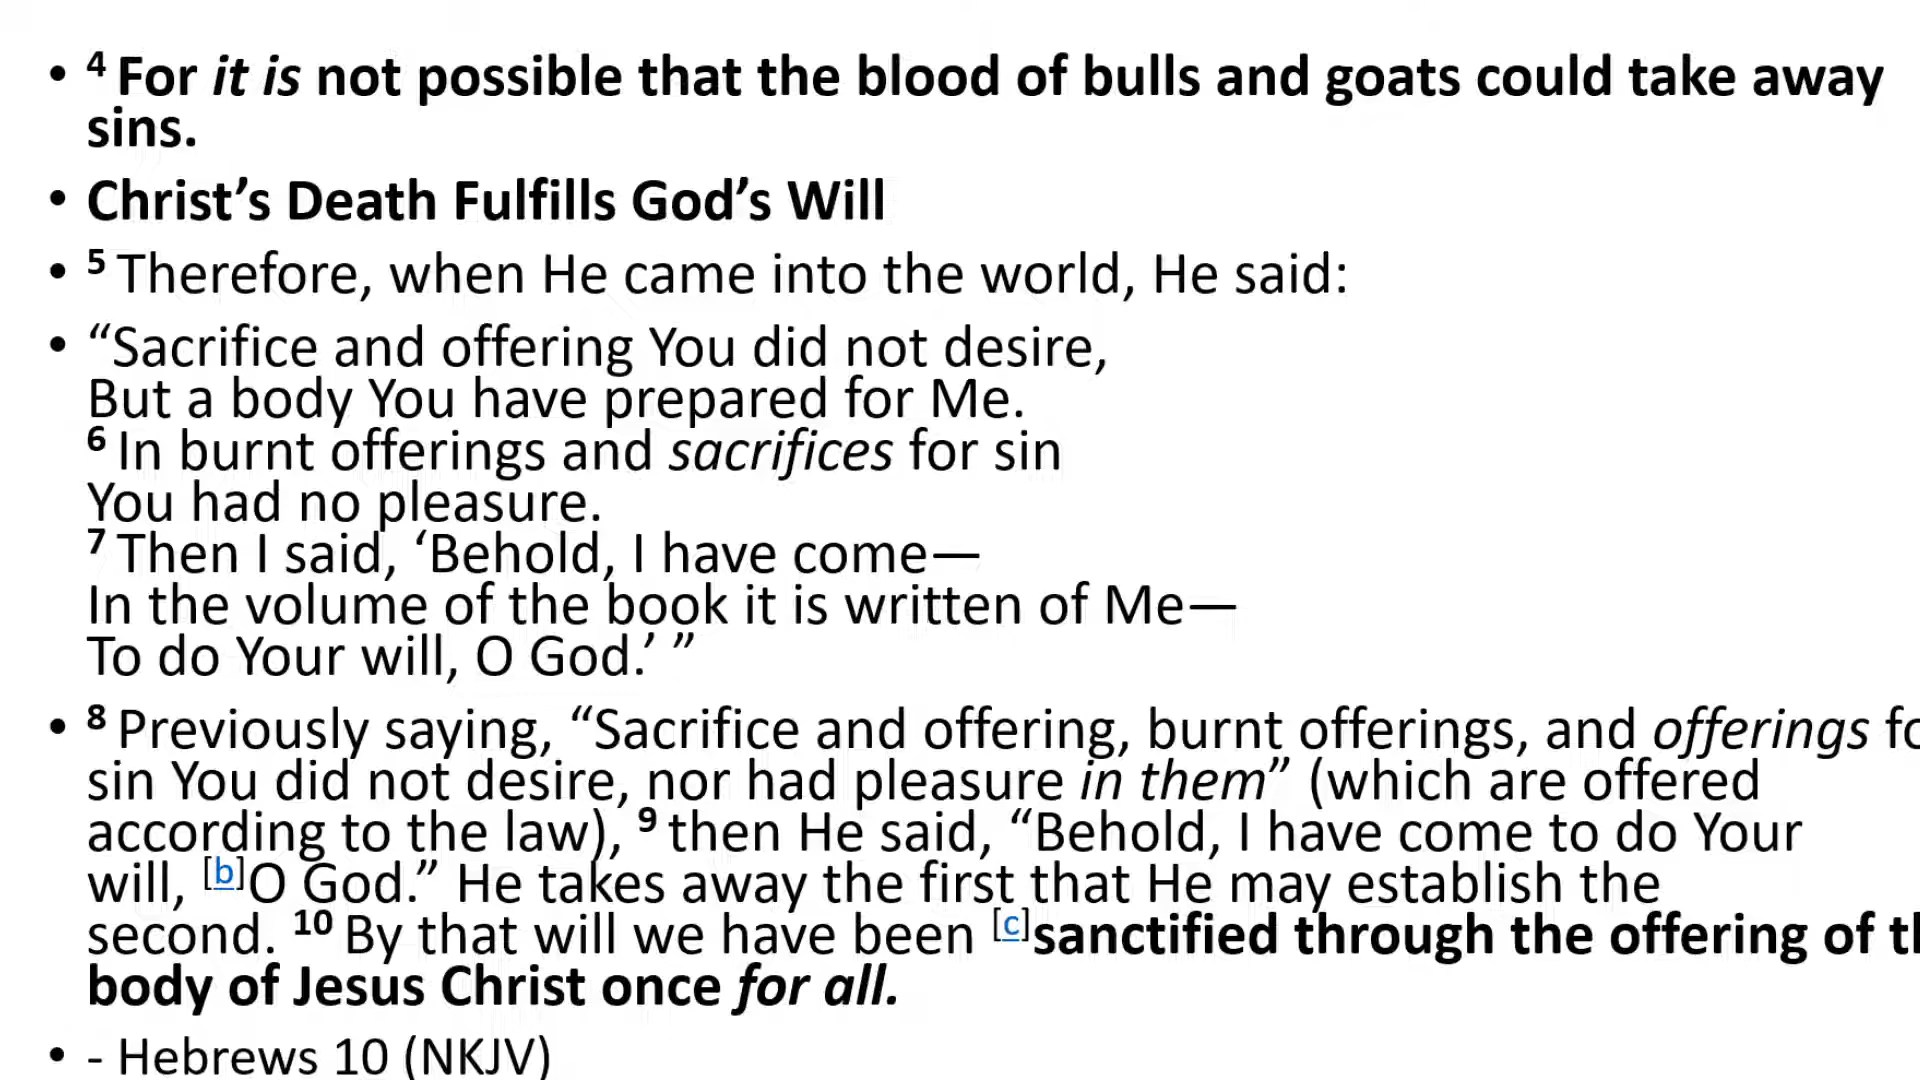 • 4 For it is not possible that the blood of bulls and goats could take away
sins.
• Christ’s Death Fulfills God’s Will
• 5 Therefore, when He came into the world, He said:
• “Sacrifice and offering You did not desire,
But a body You have prepared for Me.
6 In burnt offerings and sacrifices for sin
You had no pleasure.
7 Then I said, ‘Behold, I have come—
In the volume of the book it is written of Me—
To do Your will, O God.’ ”
• 8 Previously saying, “Sacrifice and offering, burnt offerings, and offerings fo
sin You did not desire, nor had pleasure in them” (which are offered
according to the law), 9 then He said, “Behold, I have come to do Your
will, [b]O God.” He takes away the first that He may establish the
second. 10 By that will we have been [c]sanctified through the offering of th
body of Jesus Christ once for all.
• - Hebrews 10 (NKJV)